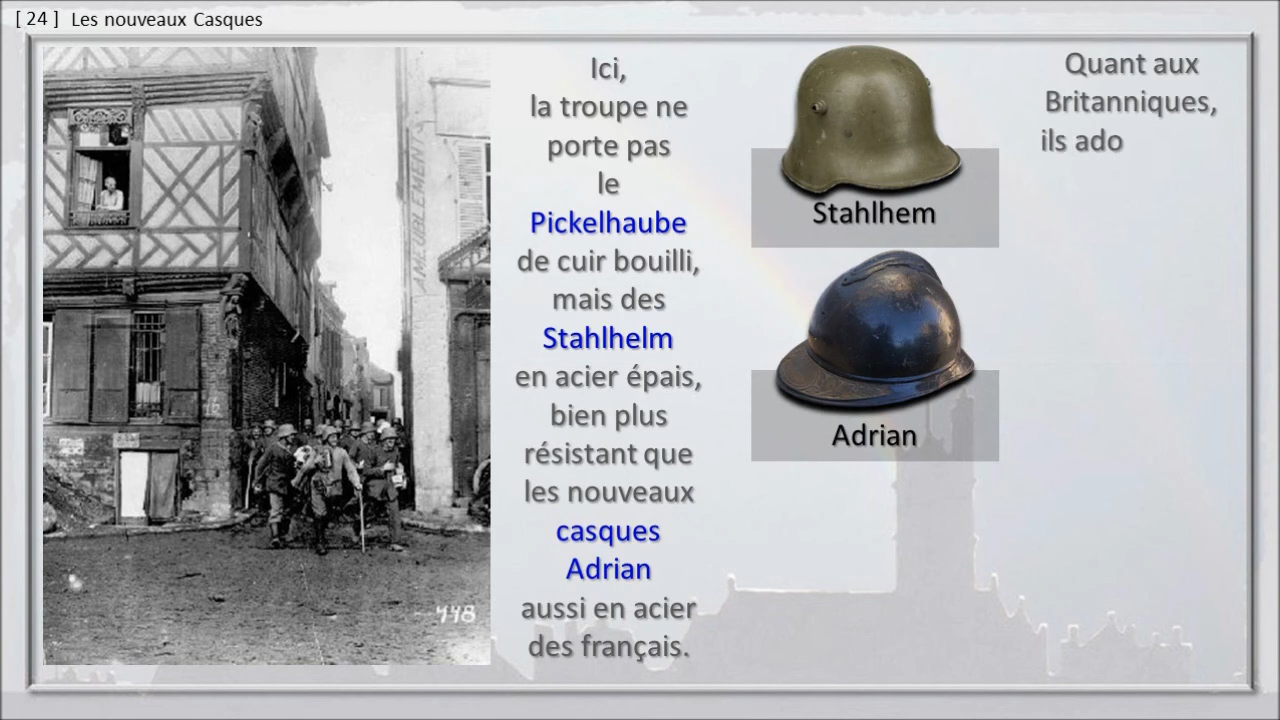 [ 24 ] Les nouveaux Casques
Ici,
la troupe ne
porte pas
le
Pickelhaube
de cuir bouilli,
mais des
Stahlhelm
en acier épais,
bien plus
résistant que
les nouveaux
casques
Adrian
aussi en acier
des français.
Stahlhem
Adrian
Quant aux
Britanniques,
ils ado
AMEUBLEMENTS
448